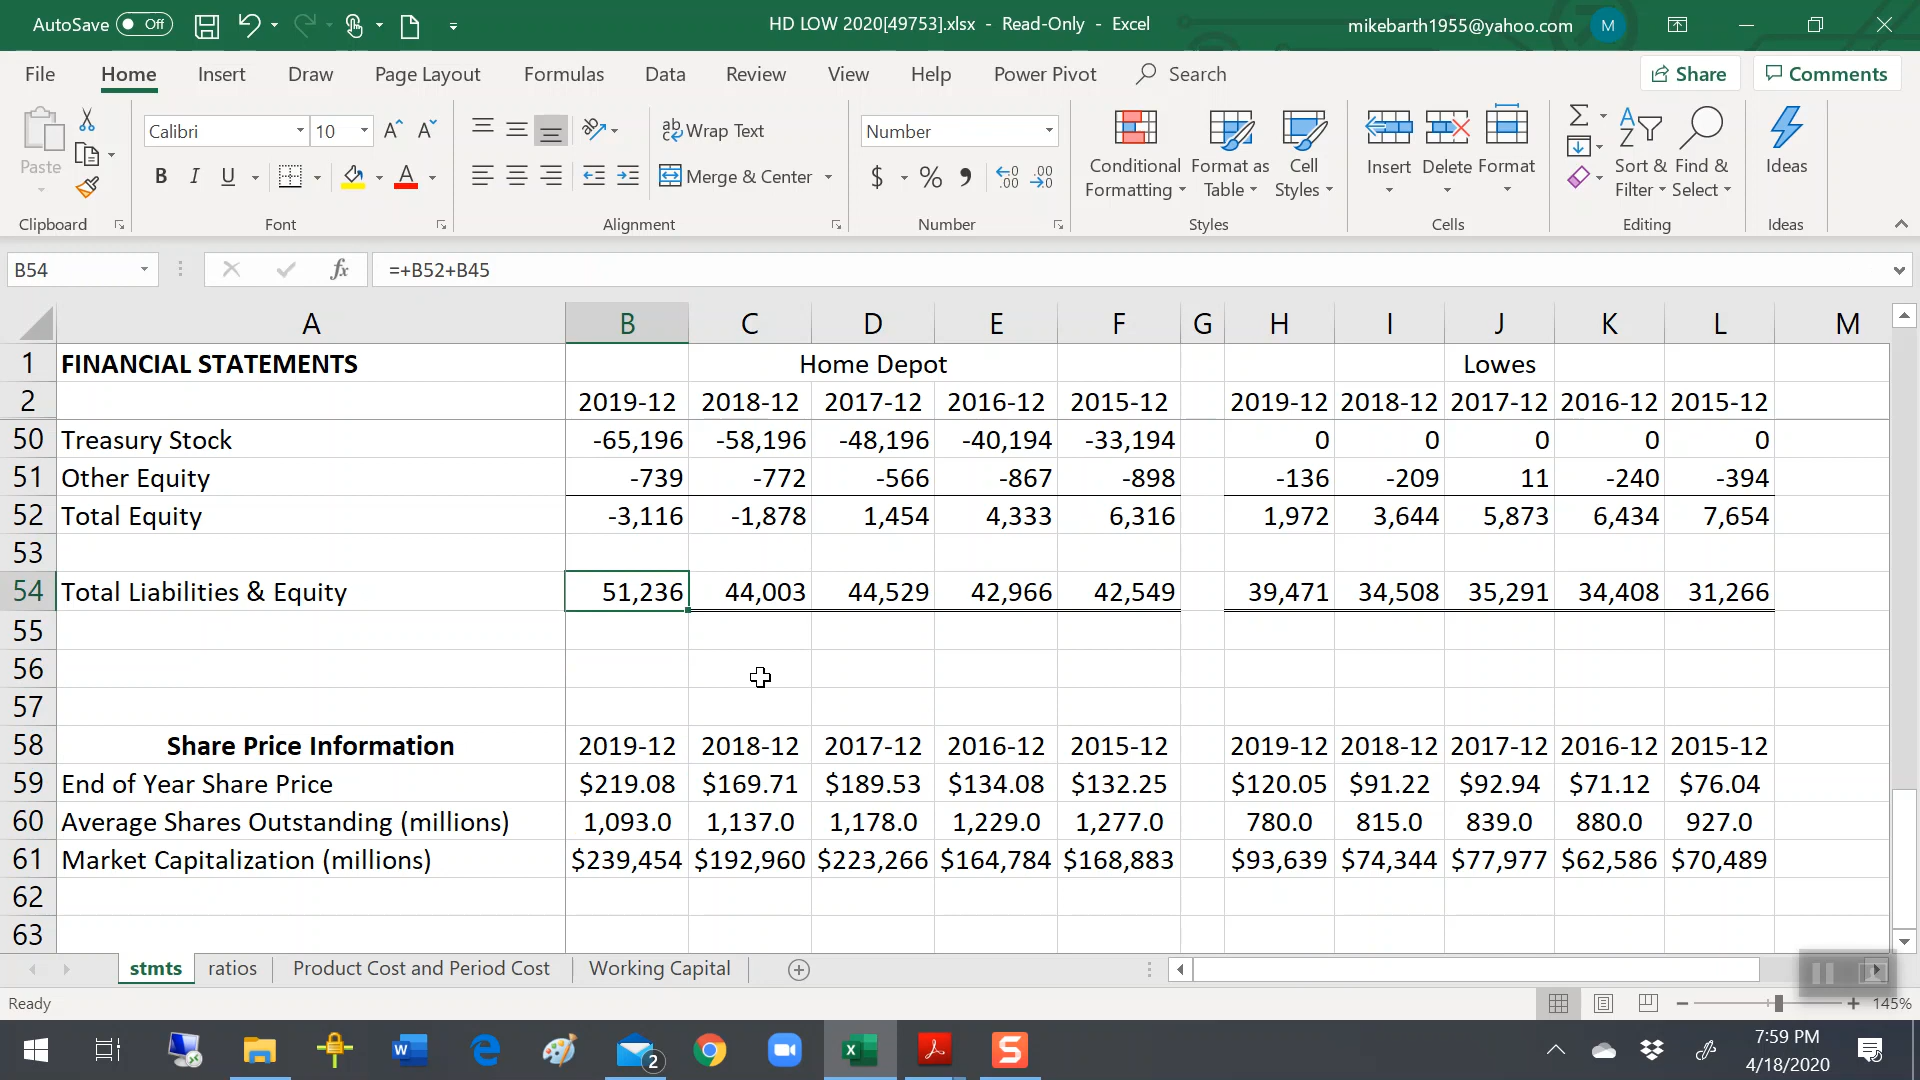 AutoSave Off HD LOW 2020[49753].xlsx - Read-Only - Excel mikebarth1955@yahoo.com M
File Home Insert Draw Page Layout Formulas Data Review View Help Power Pivot Search Share Comments
Paste Calibri 10 A A ab Wrap Text Number Conditional Formatting Format as Table Cell Styles Insert Delete Format Sort & Filter Find & Select Ideas
B I U A Merge & Center $ % , .00 .00
Clipboard Font Alignment Number Styles Cells Editing Ideas
B54 fx =+B52+B45
A B C D E F G H I J K L M
1 FINANCIAL STATEMENTS Home Depot Lowes
2 2019-12 2018-12 2017-12 2016-12 2015-12 2019-12 2018-12 2017-12 2016-12 2015-12
50 Treasury Stock -65,196 -58,196 -48,196 -40,194 -33,194 0 0 0 0 0
51 Other Equity -739 -772 -566 -867 -898 -136 -209 11 -240 -394
52 Total Equity -3,116 -1,878 1,454 4,333 6,316 1,972 3,644 5,873 6,434 7,654
53
54 Total Liabilities & Equity 51,236 44,003 44,529 42,966 42,549 39,471 34,508 35,291 34,408 31,266
55
56
57
58 Share Price Information 2019-12 2018-12 2017-12 2016-12 2015-12 2019-12 2018-12 2017-12 2016-12 2015-12
59 End of Year Share Price $219.08 $169.71 $189.53 $134.08 $132.25 $120.05 $91.22 $92.94 $71.12 $76.04
60 Average Shares Outstanding (millions) 1,093.0 1,137.0 1,178.0 1,229.0 1,277.0 780.0 815.0 839.0 880.0 927.0
61 Market Capitalization (millions) $239,454 $192,960 $223,266 $164,784 $168,883 $93,639 $74,344 $77,977 $62,586 $70,489
62
63
stmts ratios Product Cost and Period Cost Working Capital
Ready 145%
2 7:59 PM
4/18/2020